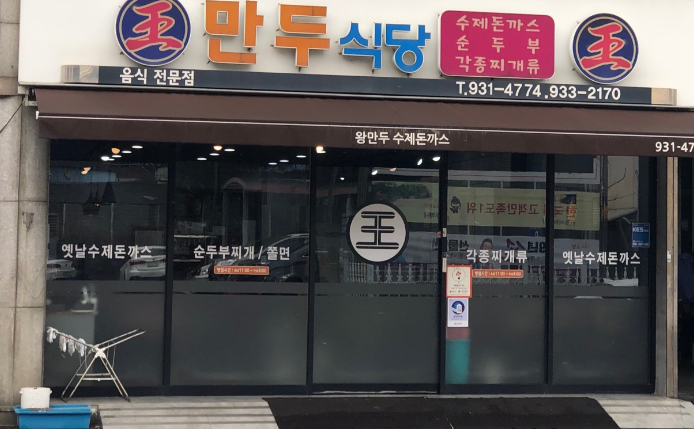 王 만두 식당 王
수제돈까스
순두부
각종찌개류
음식 전문점
T.931-4774.933-2170
왕만두 수제돈까스
931-47
옛날수제돈까스
순두부찌개 / 쫄면
王
각종찌개류
옛날수제돈까스